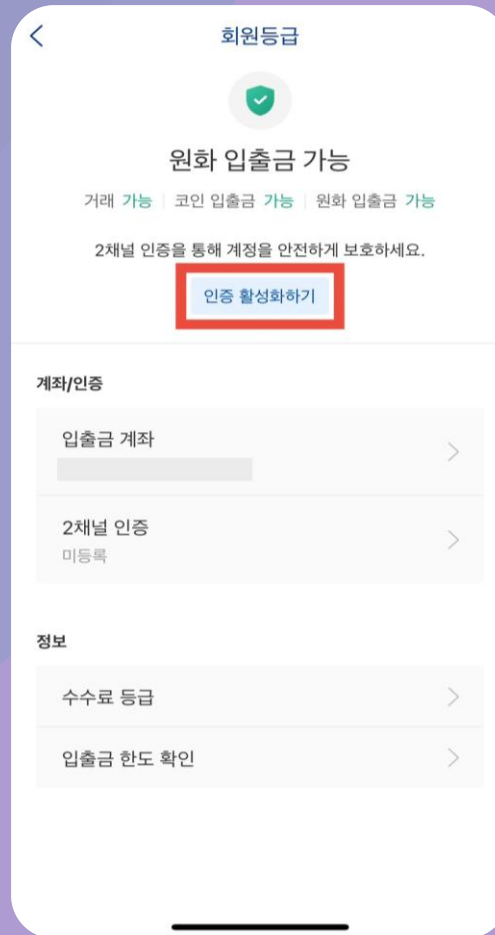 회원등급
원화 입출금 가능
거래 가능 | 코인 입출금 가능 | 원화 입출금 가능
2채널 인증을 통해 계정을 안전하게 보호하세요.
인증 활성화하기
계좌/인증
입출금 계좌
2채널 인증
미등록
정보
수수료 등급
입출금 한도 확인